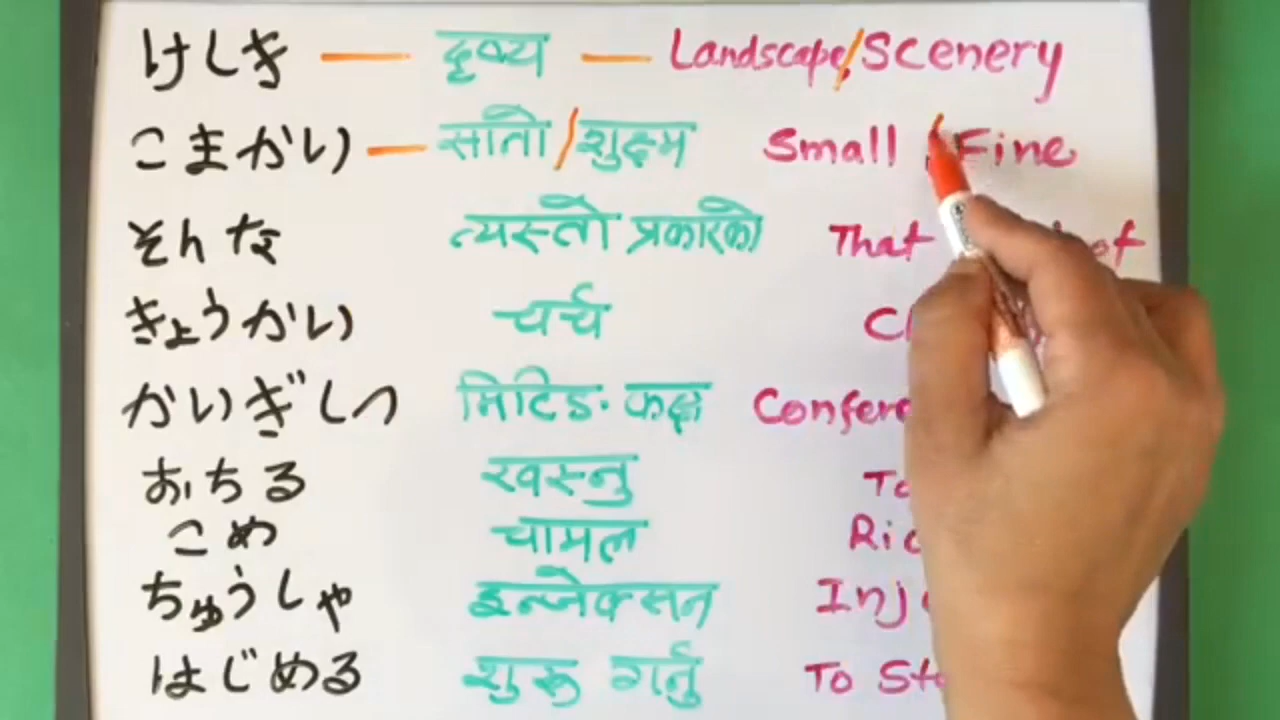 けしき — दृष्य — Landscape/Scenery
こまかい — सानो/शुक्ष्म Small / Fine
そんな त्यस्तो प्रकारको That of
きょうかい चर्च
かいぎしつ मिटिङ. कक्ष
おちる खस्नु To
こめ चामल
ちゅうしゃ इन्जेक्सन
はじめる शुरू गर्नु To